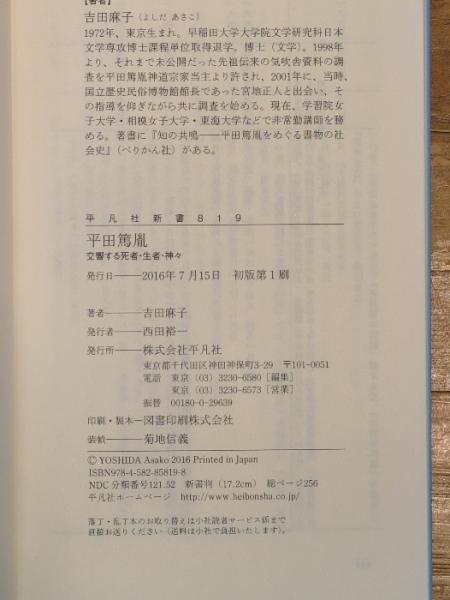 【著者】
吉田麻子（よしだ あさこ）
1972年、東京生まれ。早稲田大学大学院文学研究科日本
文学専攻博士課程単位取得退学。博士（文学）。1998年
より、それまで未公開だった先祖伝来の気吹舎資料の調
査を平田篤胤神道宗家当主より許され、2001年に、当時、
国立歴史民俗博物館館長であった宮地正人と出会い、そ
の指導を仰ぎながら共に調査を始める。現在、学習院女
子大学・相模女子大学・東海大学などで非常勤講師を務
める。著書に『知の共鳴――平田篤胤をめぐる書物の社
会史』（ぺりかん社）がある。
平凡社新書819
平田篤胤
交響する死者・生者・神々
発行日――2016年7月15日 初版第1刷
著者――吉田麻子
発行者――西田裕一
発行所――株式会社平凡社
東京都千代田区神田神保町3-29 〒101-0051
電話 東京（03）3230-6580［編集］
東京（03）3230-6573［営業］
振替 00180-0-29639
印刷・製本―図書印刷株式会社
装幀――菊地信義
© YOSHIDA Asako 2016 Printed in Japan
ISBN978-4-582-85819-8
NDC分類番号121.52 新書判（17.2cm） 総ページ256
平凡社ホームページ http://www.heibonsha.co.jp/
落丁・乱丁本のお取り替えは小社読者サービス係まで
直接お送りください（送料は小社で負担いたします）。